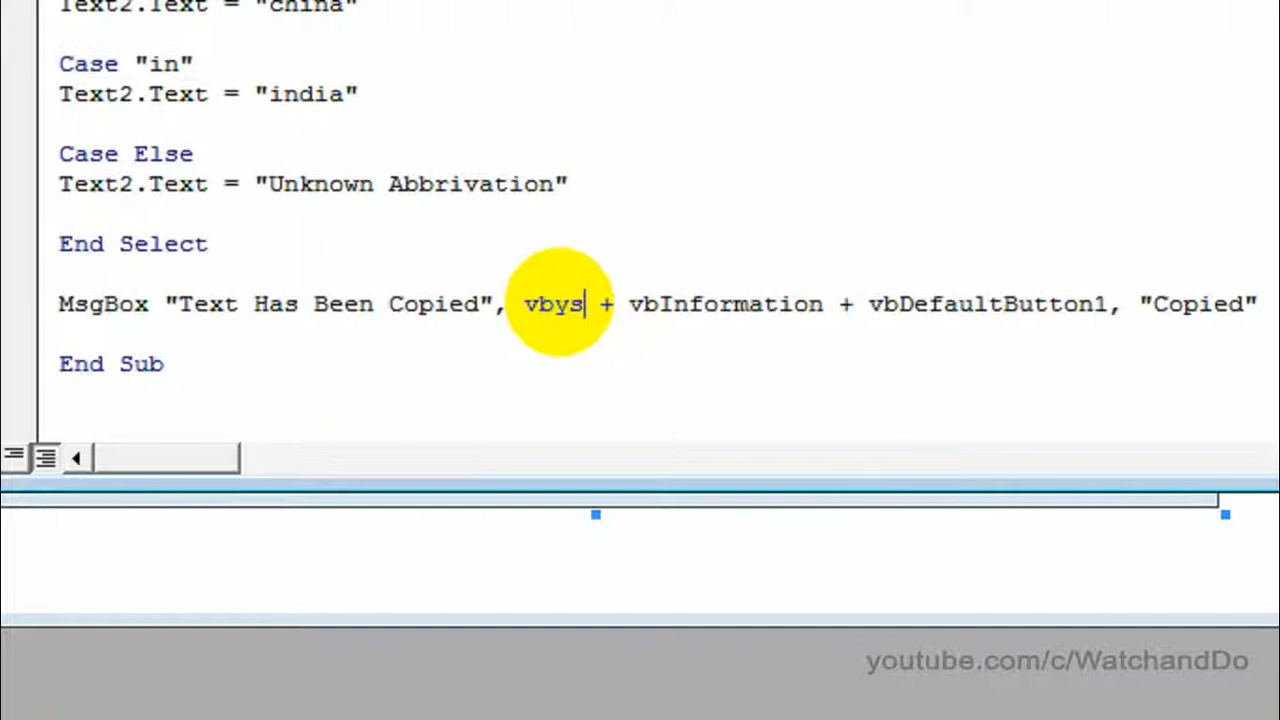 Text2.Text = "china"
Case "in"
Text2.Text = "india"
Case Else
Text2.Text = "Unknown Abbrivation"
End Select
MsgBox "Text Has Been Copied", vbys + vbInformation + vbDefaultButton1, "Copied"
End Sub
youtube.com/c/WatchandDo